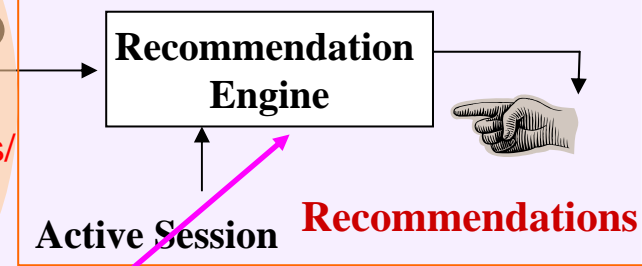 Recommendation
Engine
s/
Active Session
Recommendations